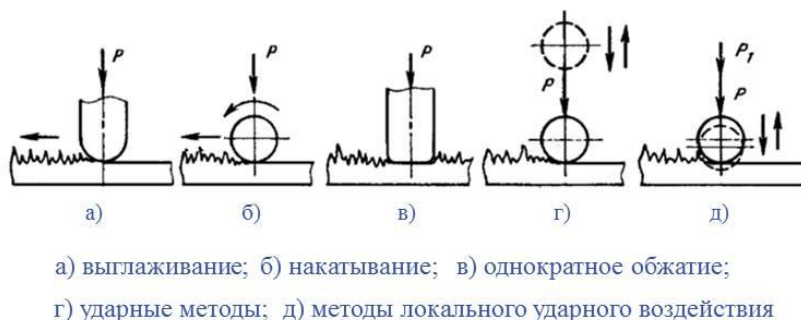 P P P P P₁
P
а) б) в) г) д)
а) выглаживание; б) накатывание; в) однократное обжатие;
г) ударные методы; д) методы локального ударного воздействия